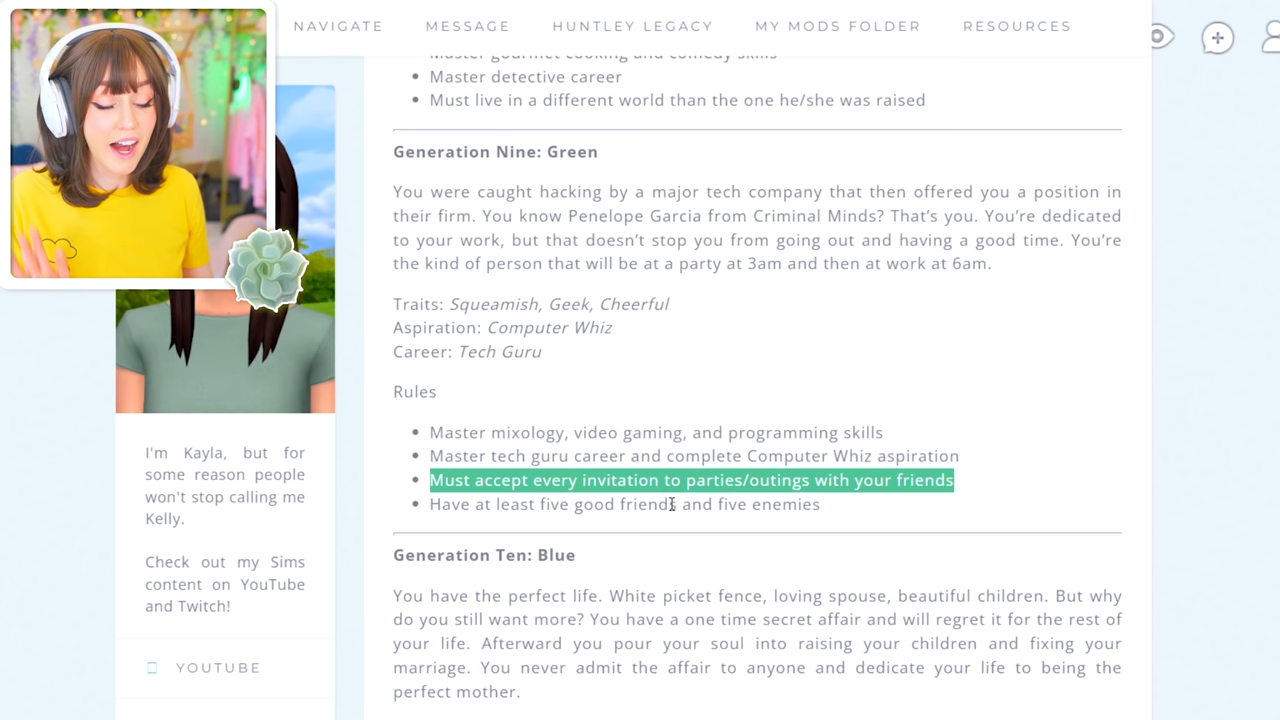 NAVIGATE MESSAGE HUNTLEY LEGACY MY MODS FOLDER RESOURCES
Master gourmet cooking and comedy skills
Master detective career
Must live in a different world than the one he/she was raised
Generation Nine: Green
You were caught hacking by a major tech company that then offered you a position in
their firm. You know Penelope Garcia from Criminal Minds? That’s you. You’re dedicated
to your work, but that doesn’t stop you from going out and having a good time. You’re
the kind of person that will be at a party at 3am and then at work at 6am.
Traits: Squeamish, Geek, Cheerful
Aspiration: Computer Whiz
Career: Tech Guru
Rules
Master mixology, video gaming, and programming skills
Master tech guru career and complete Computer Whiz aspiration
Must accept every invitation to parties/outings with your friends
Have at least five good friends and five enemies
Generation Ten: Blue
You have the perfect life. White picket fence, loving spouse, beautiful children. But why
do you still want more? You have a one time secret affair and will regret it for the rest of
your life. Afterward you pour your soul into raising your children and fixing your
marriage. You never admit the affair to anyone and dedicate your life to being the
perfect mother.
I'm Kayla, but for
some reason people
won't stop calling me
Kelly.
Check out my Sims
content on YouTube
and Twitch!
YOUTUBE